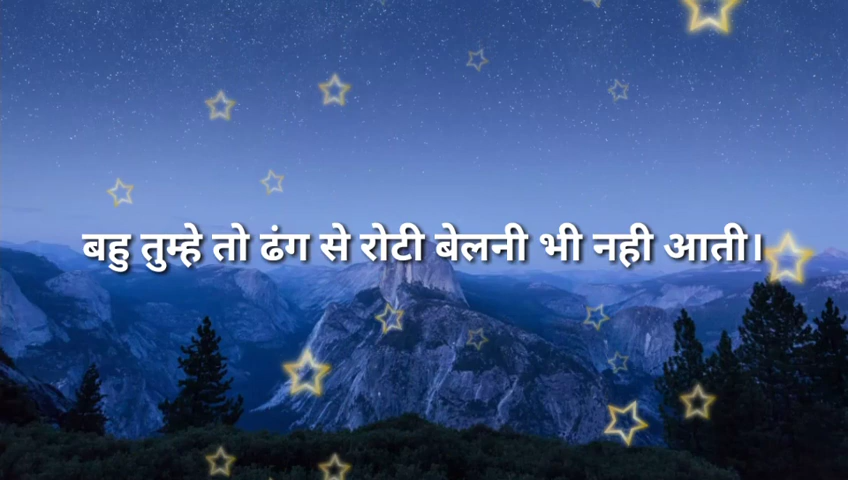 बहु तुम्हे तो ढंग से रोटी बेलनी भी नही आती।